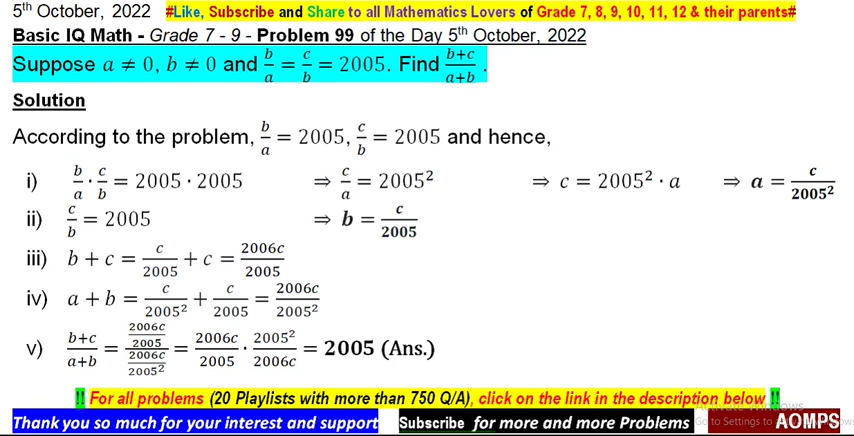 5th October, 2022 #Like, Subscribe and Share to all Mathematics Lovers of Grade 7, 8, 9, 10, 11, 12 & their parents#
Basic IQ Math - Grade 7 - 9 - Problem 99 of the Day 5th October, 2022
Suppose a ≠ 0, b ≠ 0 and b/a = c/b = 2005. Find (b+c)/(a+b).
Solution
According to the problem, b/a = 2005, c/b = 2005 and hence,
i) b/a · c/b = 2005 · 2005 ⇒ c/a = 2005² ⇒ c = 2005² · a ⇒ a = c/2005²
ii) c/b = 2005 ⇒ b = c/2005
iii) b + c = c/2005 + c = 2006c/2005
iv) a + b = c/2005² + c/2005 = 2006c/2005²
v) (b+c)/(a+b) = (2006c/2005)/(2006c/2005²) = 2006c/2005 · 2005²/2006c = 2005 (Ans.)
!! For all problems (20 Playlists with more than 750 Q/A), click on the link in the description below !!
Thank you so much for your interest and support Subscribe for more and more Problems Go to Settings to AOMPS